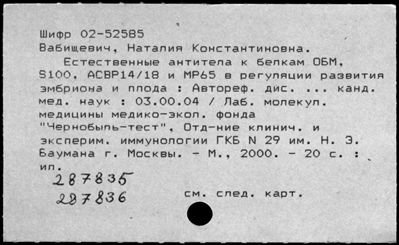 Шифр 02-52585
Вабищевич, Наталия Константиновна.
Естественные антитела к белкам ОБМ,
S100, АСВР14/18 и МР65 в регуляции развития
эмбриона и плода : Автореф. дис. ... канд.
мед. наук : 03.00.04 / Лаб. молекул.
медицины медико-экол. фонда
"Чернобыль-тест", Отд-ние клинич. и
эксперим. иммунологии ГКБ N 29 им. Н. Э.
Баумана г. Москвы. - М., 2000. - 20 с. :
ил.
287835
287836
см. след. карт.